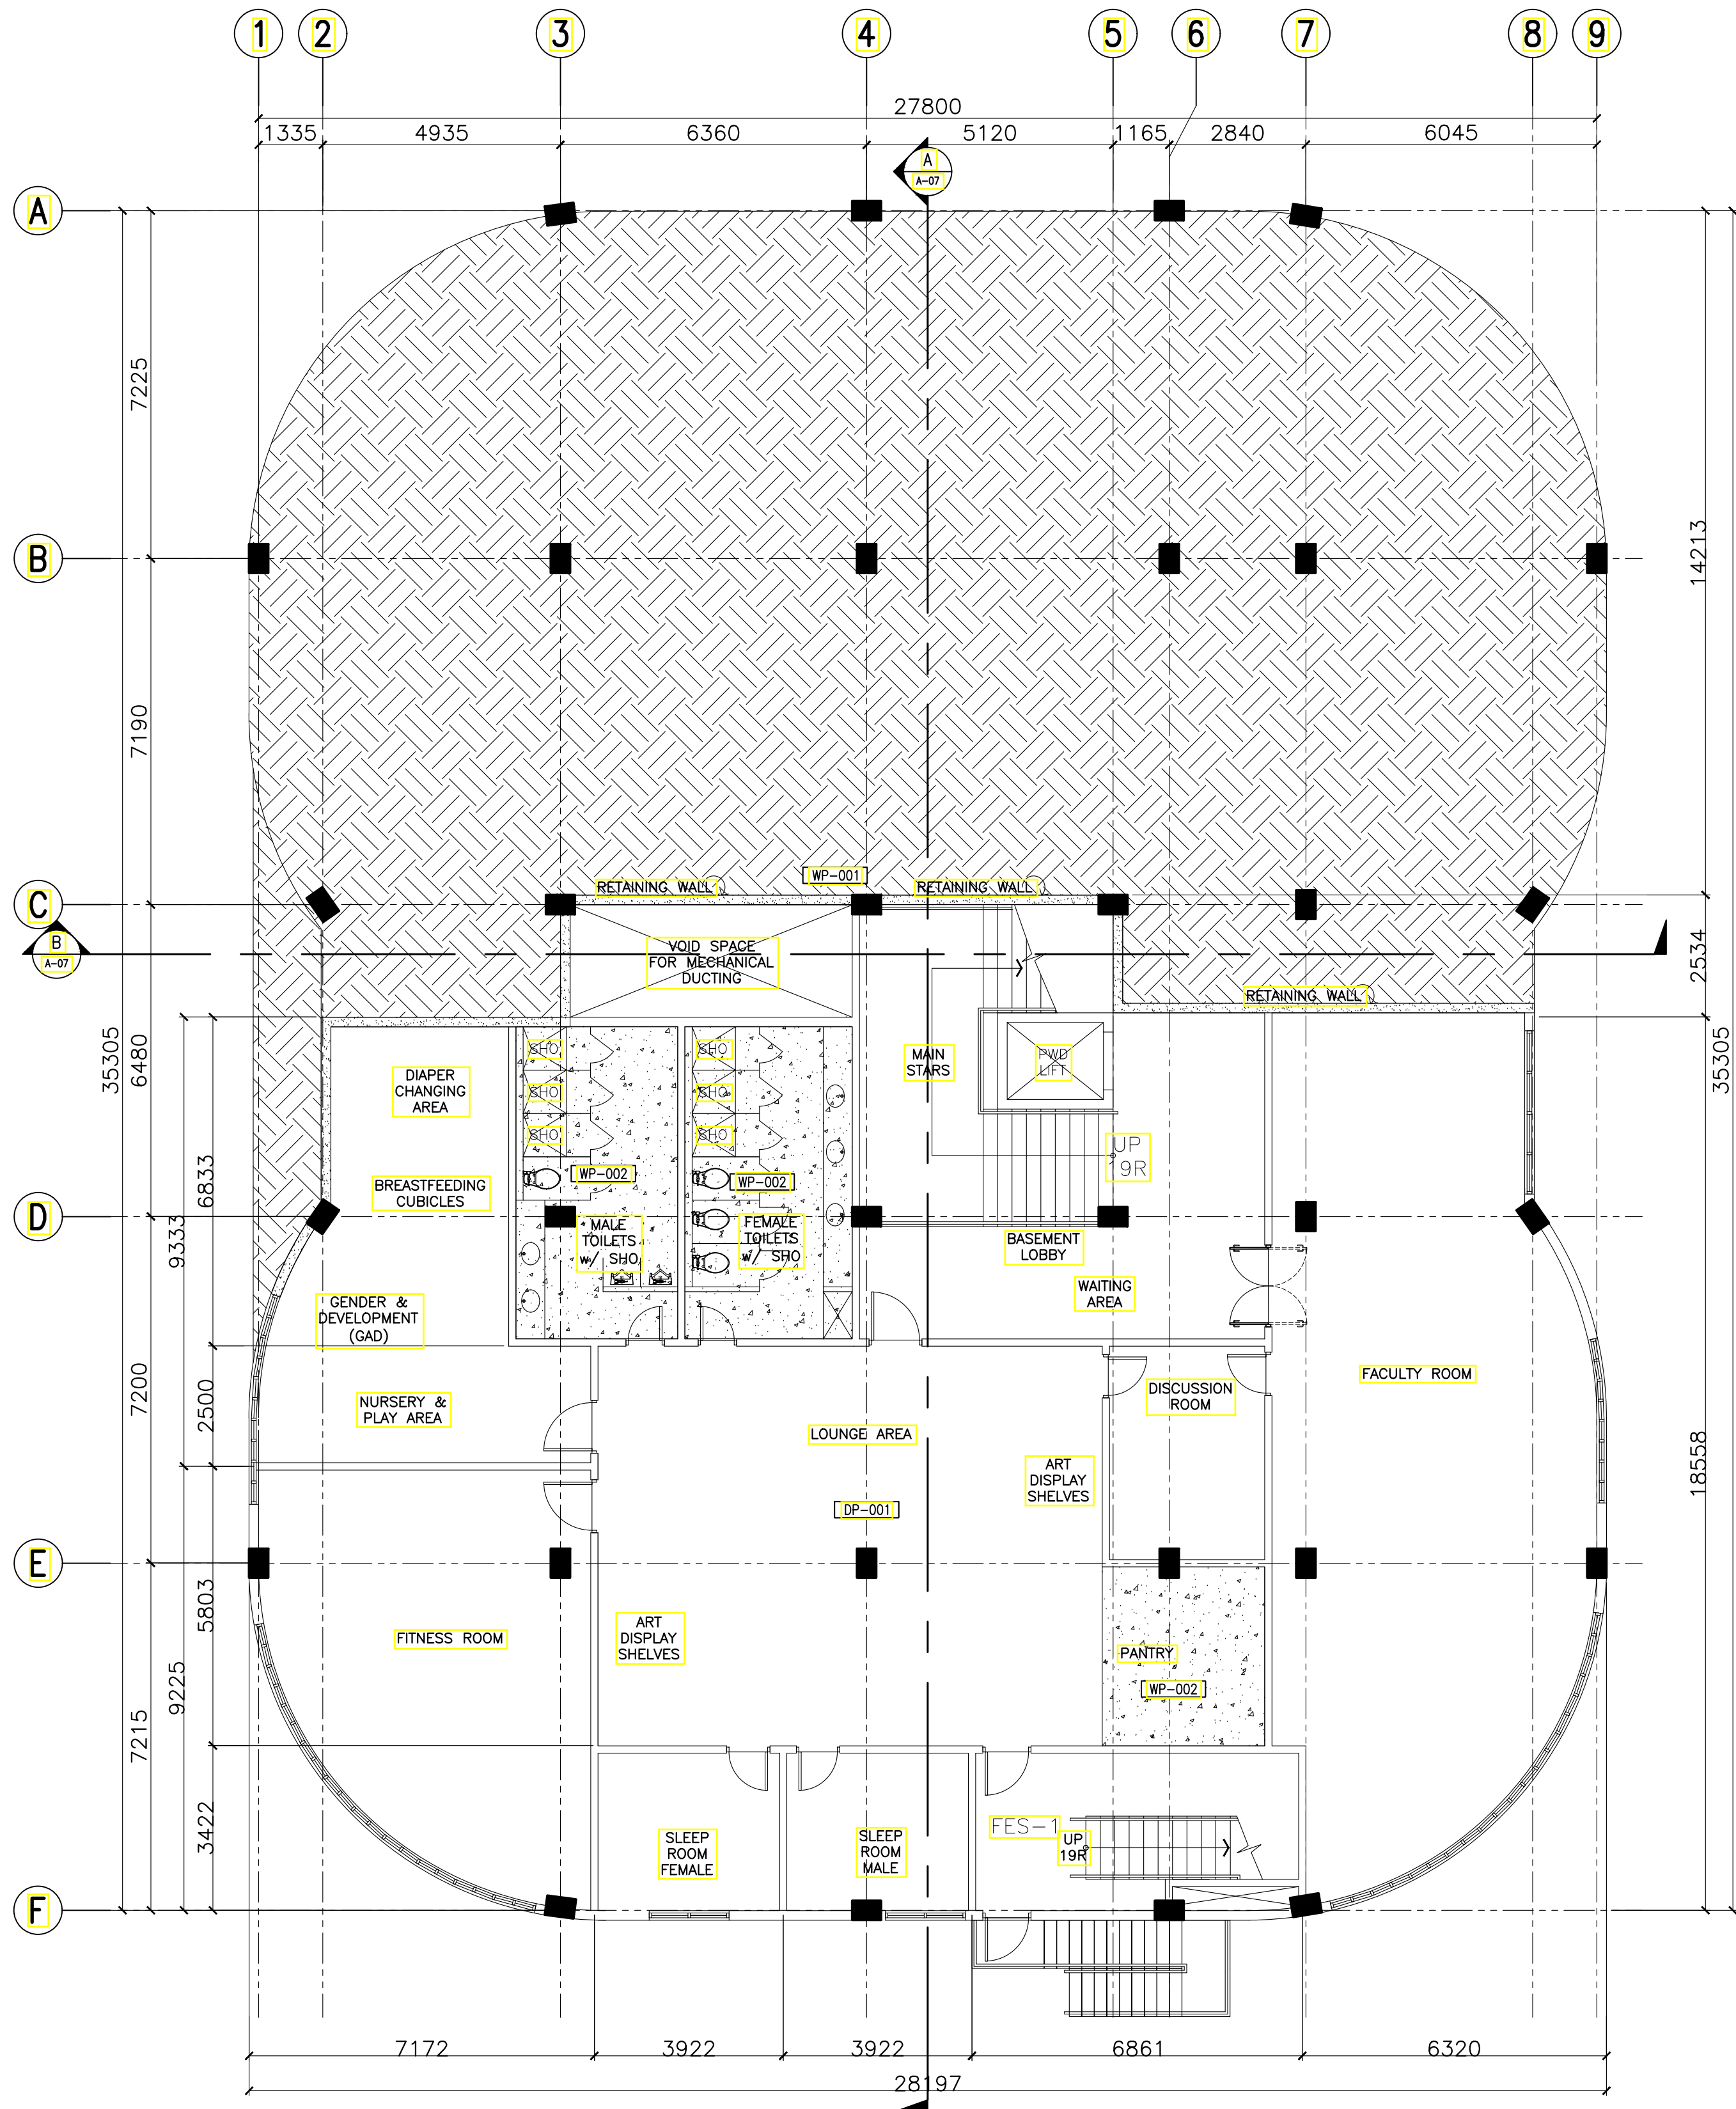 1 2 3 4 5 6 7 8 9
27800
1335 4935 6360 5120 1165 2840 6045
A
A-07
A
7225
B
14213
7190
WP-001
RETAINING WALL
RETAINING WALL
C
B
A-07
VOID SPACE
FOR MECHANICAL
DUCTING
2534
RETAINING WALL
35305
6480
35305
SHO
SHO
MAIN
STARS
PWD
LIFT
DIAPER
CHANGING
AREA
SHO
SHO
SHO
SHO
UP
19R
6833
BREASTFEEDING
CUBICLES
WP-002
WP-002
D
MALE
TOILETS
w/ SHO
FEMALE
TOILETS
w/ SHO
9333
BASEMENT
LOBBY
WAITING
AREA
GENDER &
DEVELOPMENT
(GAD)
FACULTY ROOM
7200
2500
NURSERY &
PLAY AREA
DISCUSSION
ROOM
LOUNGE AREA
18558
ART
DISPLAY
SHELVES
DP-001
E
5803
FITNESS ROOM
ART
DISPLAY
SHELVES
PANTRY
9225
WP-002
7215
3422
FES-1
SLEEP
ROOM
FEMALE
SLEEP
ROOM
MALE
UP
19R
F
7172 3922 3922 6861 6320
28197